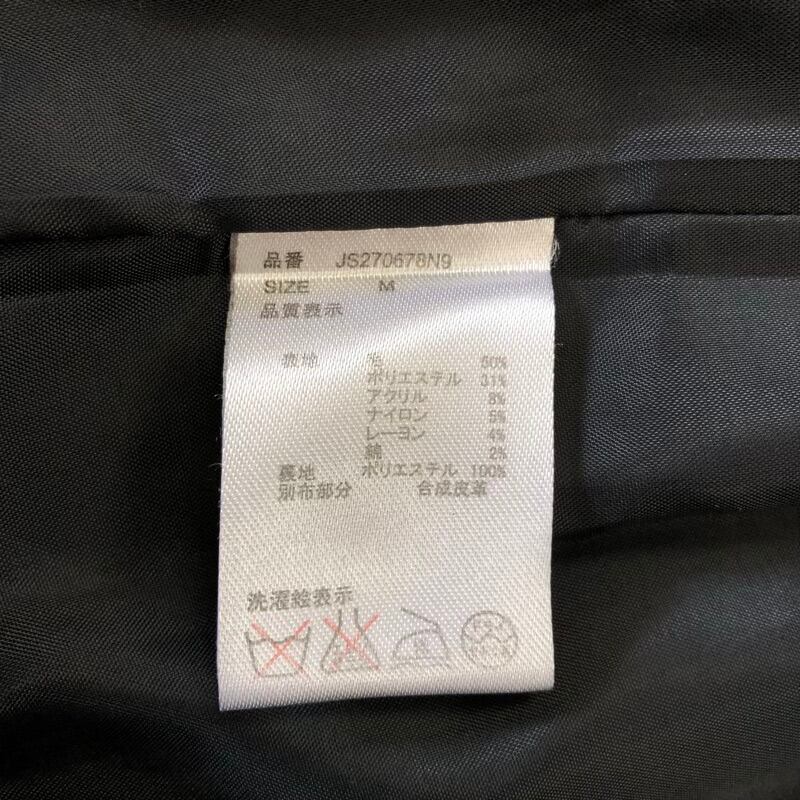 品番 JS270678N9
SIZE M
品質表示
表地 毛 50%
ポリエステル 31%
アクリル 8%
ナイロン 5%
レーヨン 4%
綿 2%
裏地 ポリエステル 100%
別布部分 合成皮革
洗濯絵表示